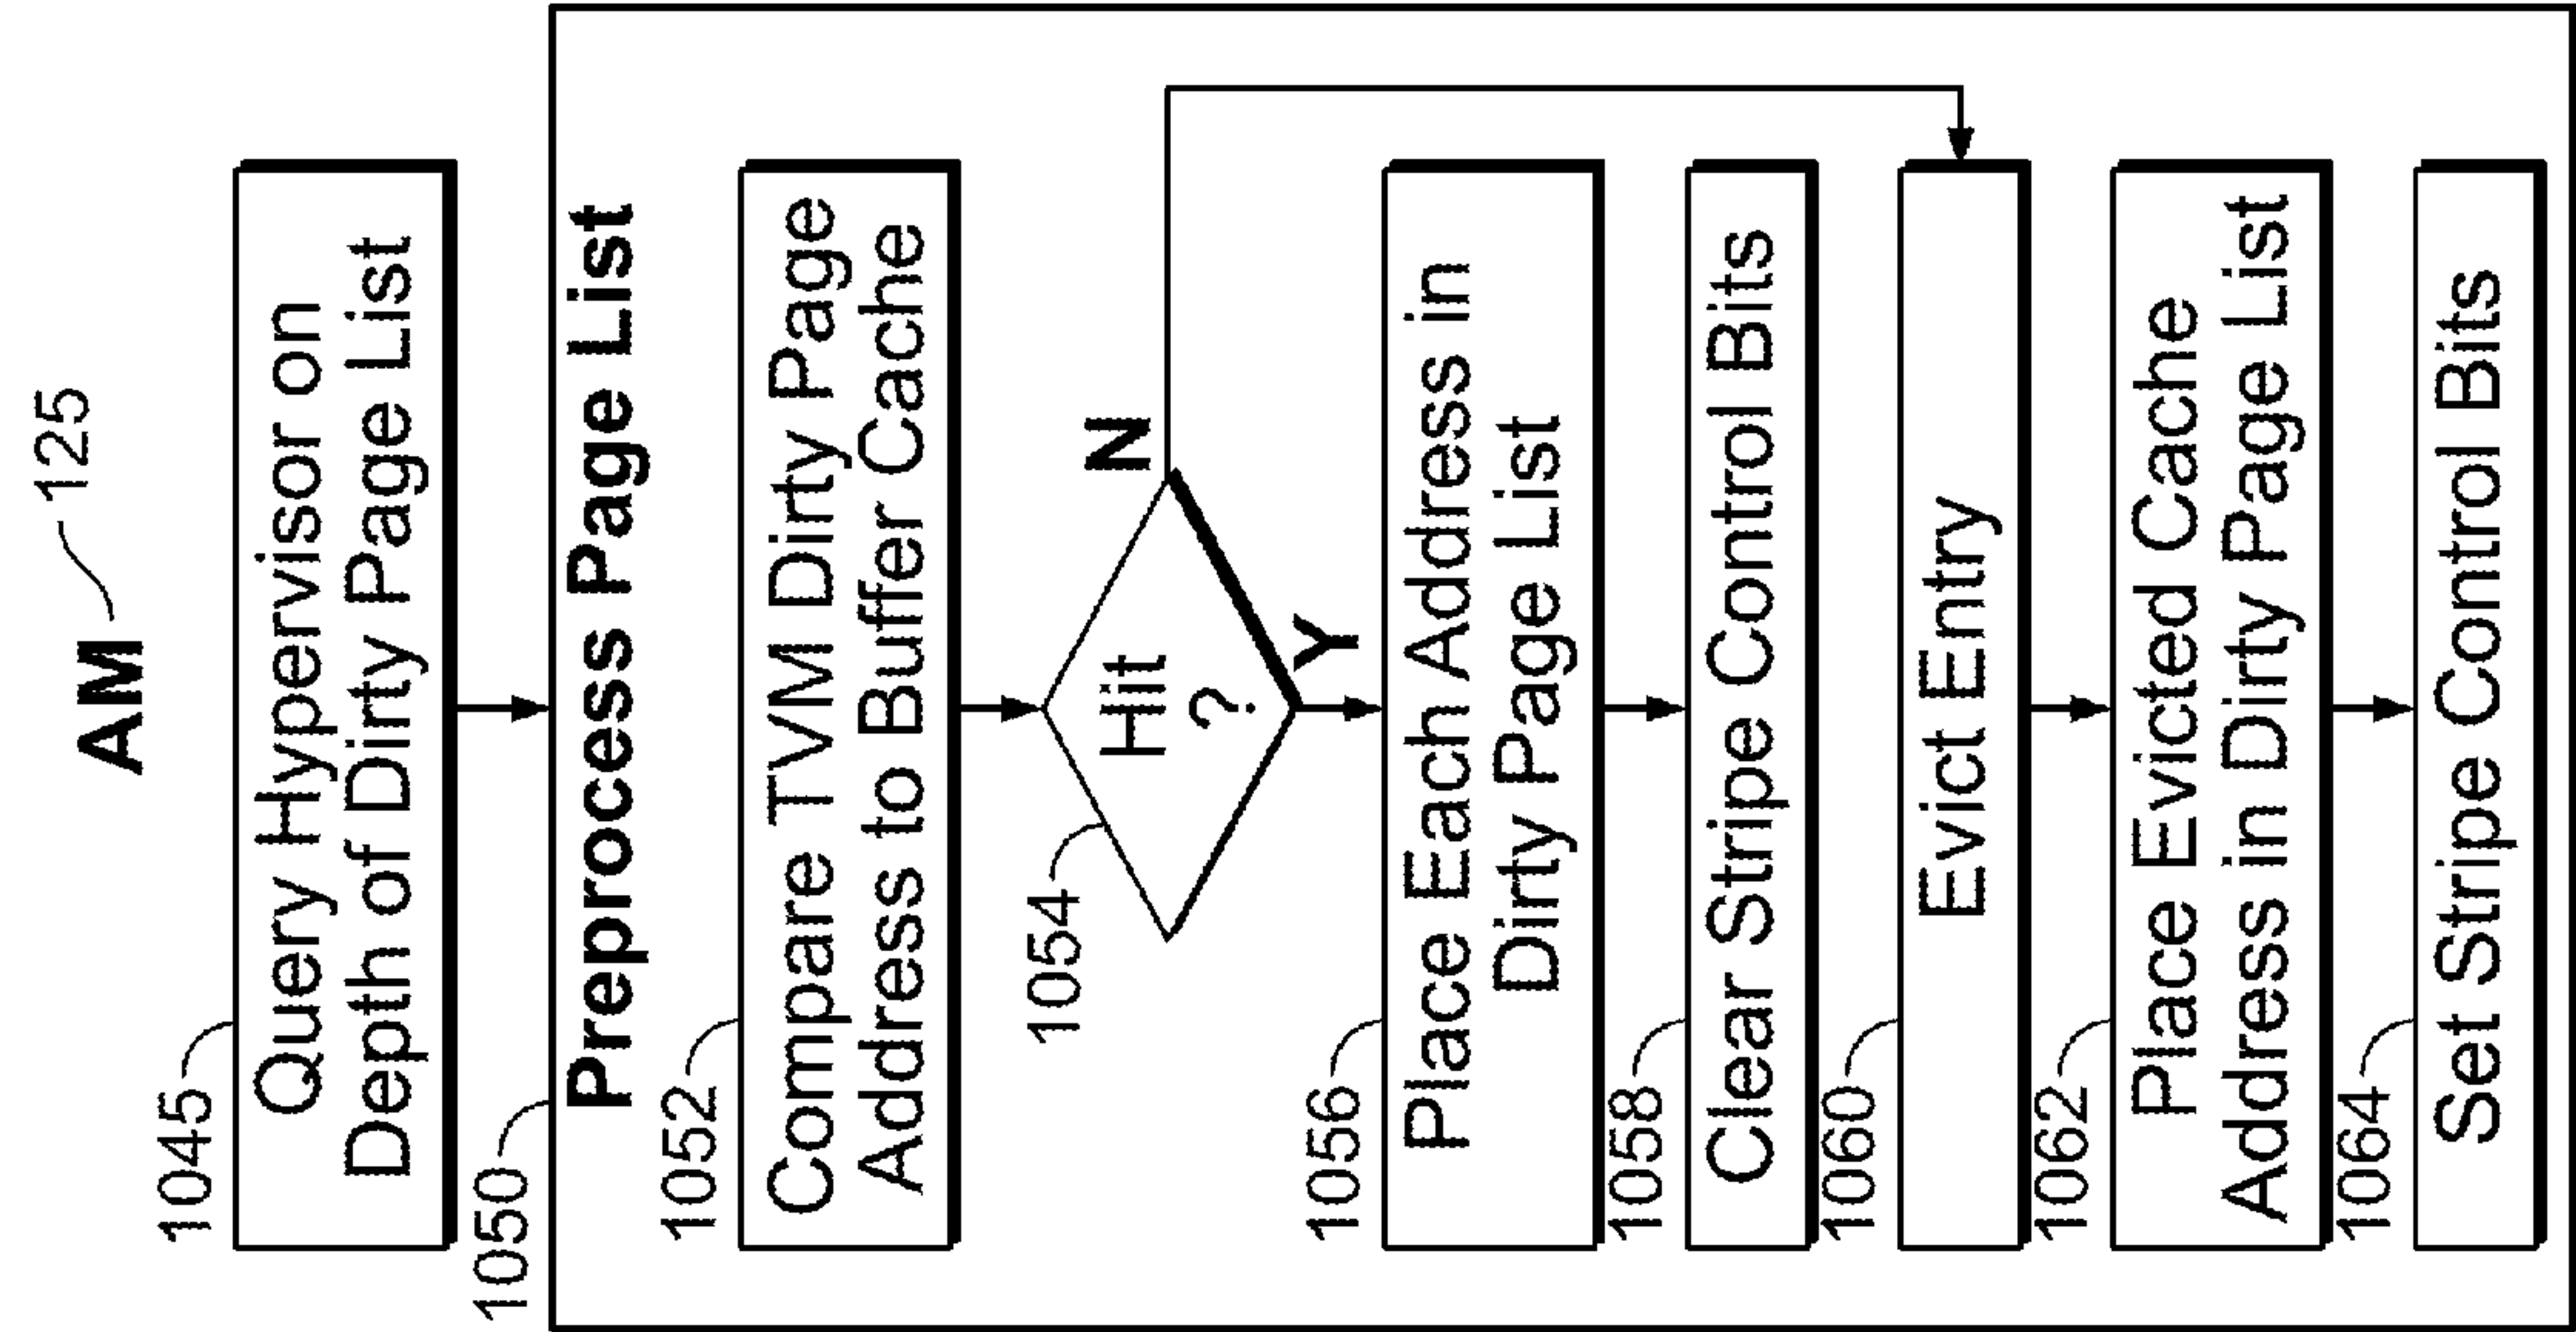 AM 125
1045
Query Hypervisor on
Depth of Dirty Page List
1050
Preprocess Page List
1052
Compare TVM Dirty Page
Address to Buffer Cache
1054
Hit
?
N
Y
1056
Place Each Address in
Dirty Page List
1058
Clear Stripe Control Bits
1060
Evict Entry
1062
Place Evicted Cache
Address in Dirty Page List
1064
Set Stripe Control Bits